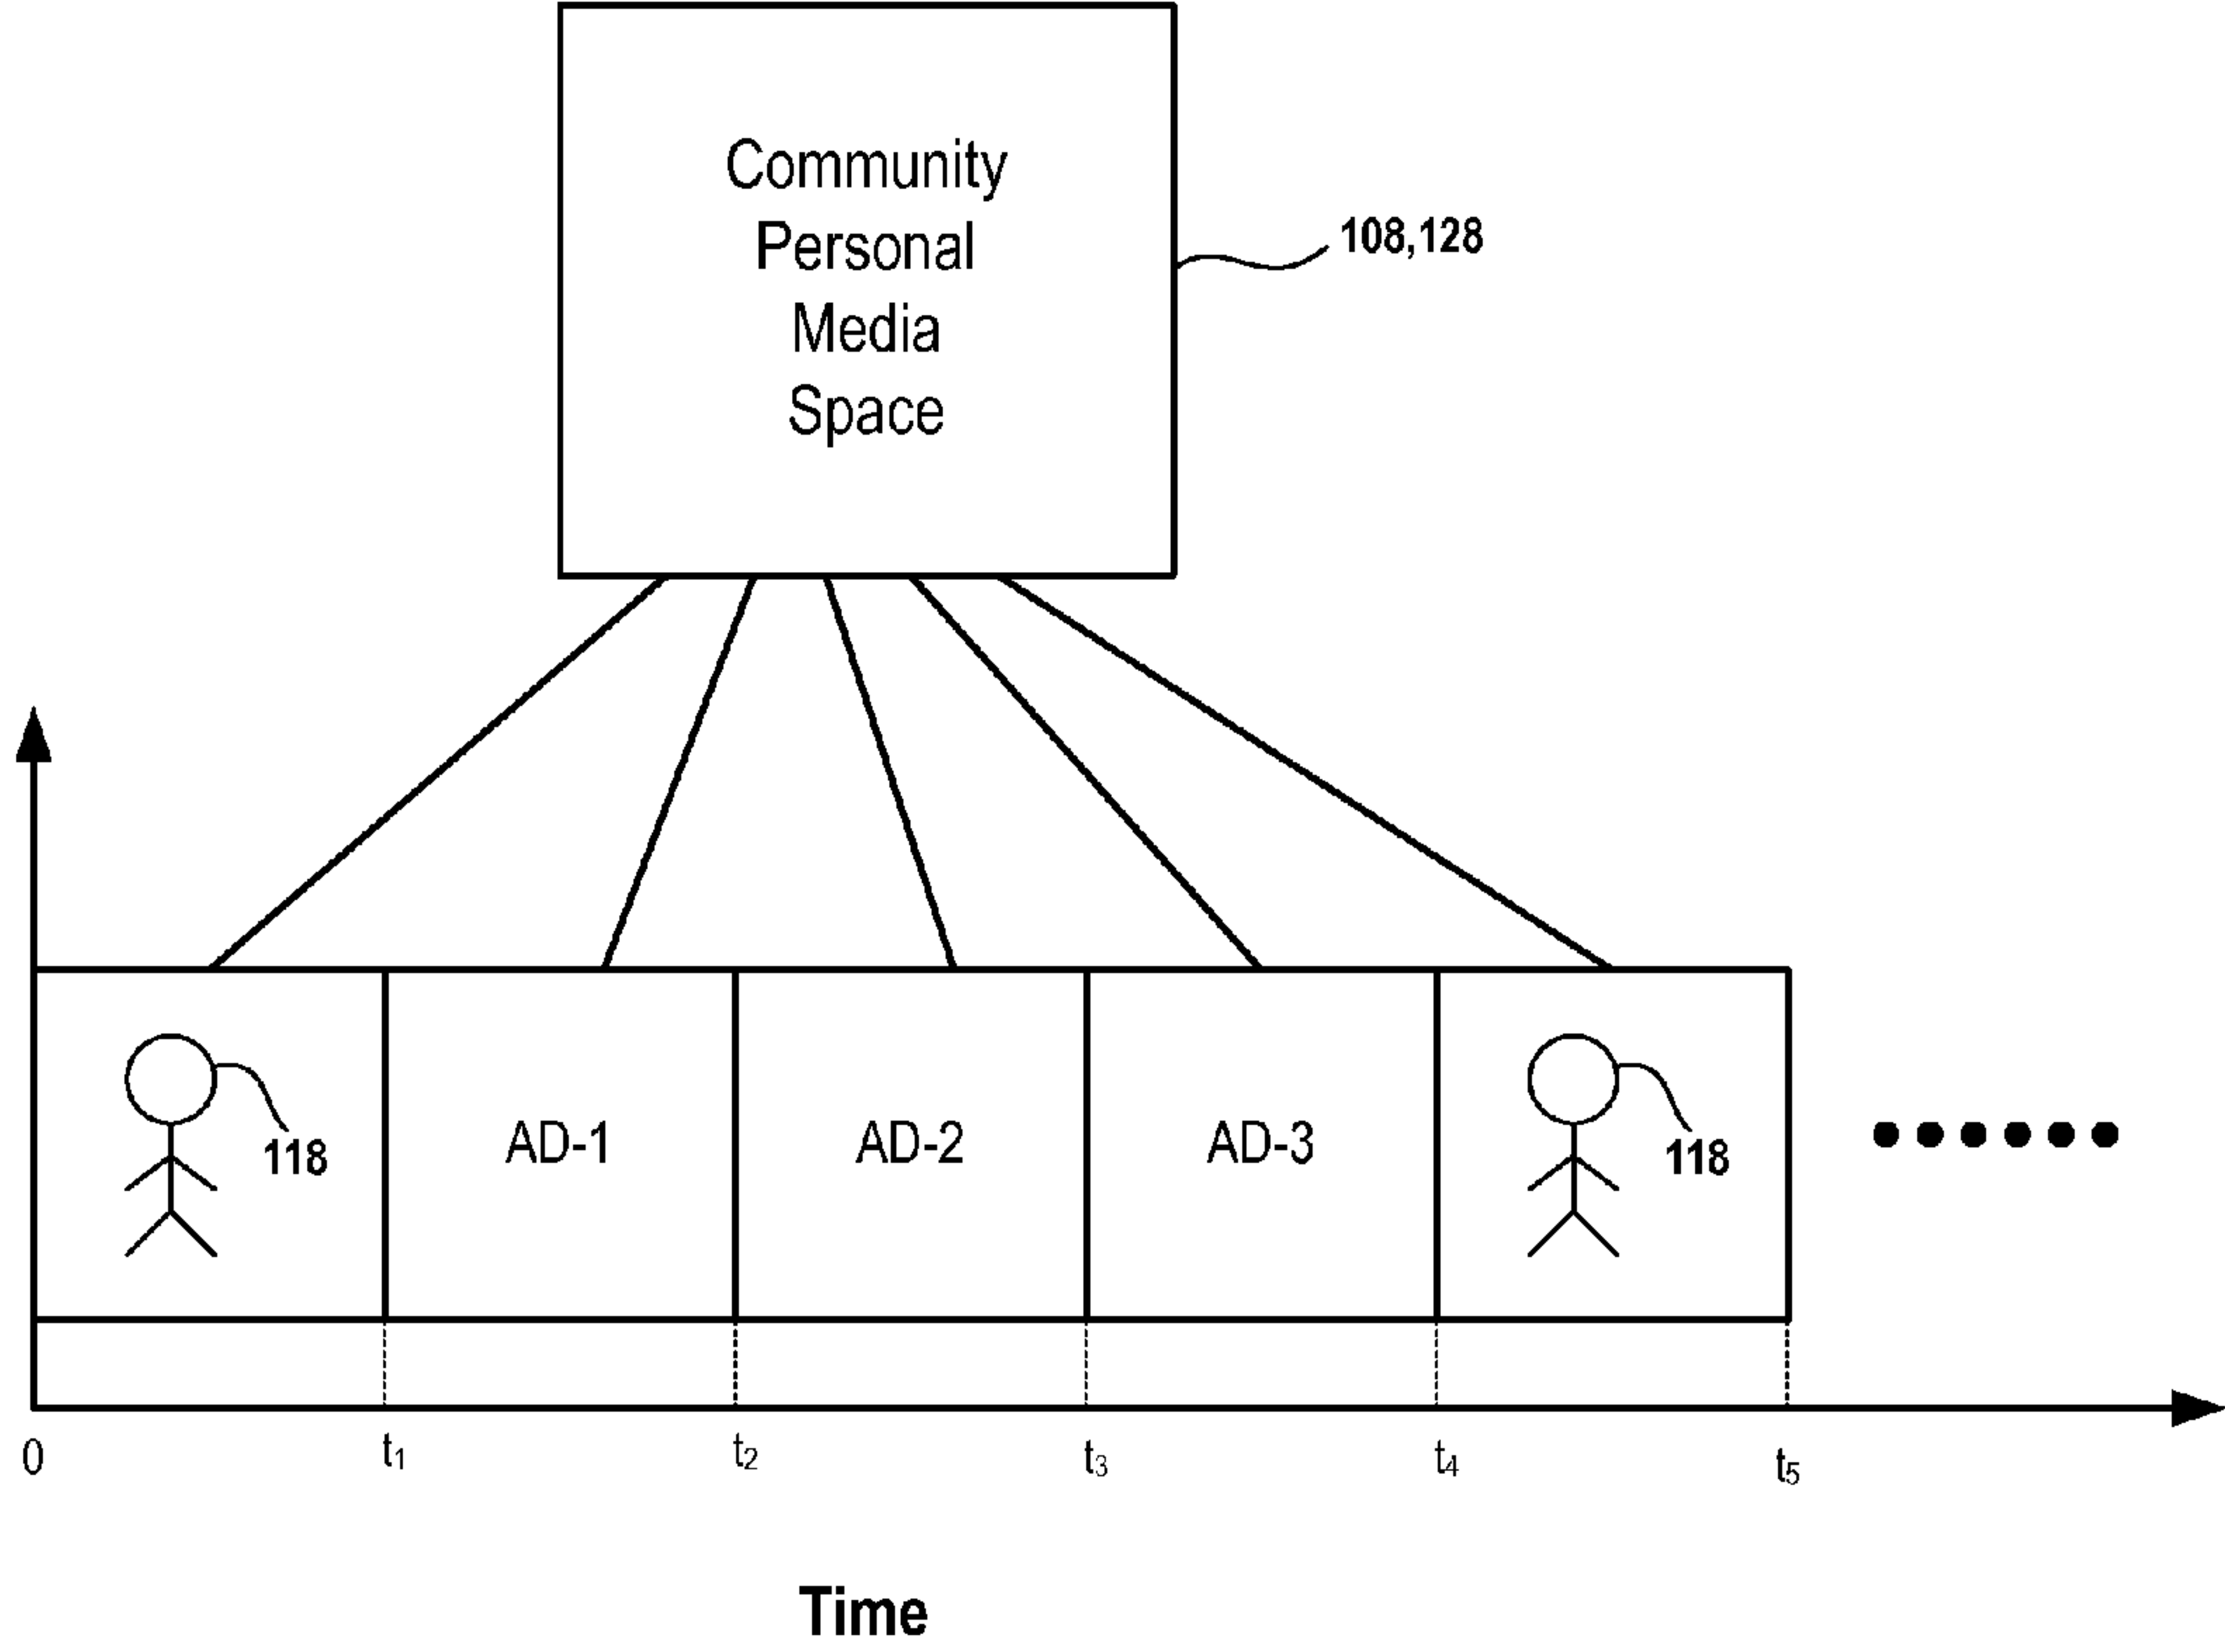 Community
Personal
Media
Space
108,128
118
AD-1
AD-2
AD-3
118
0
t₁
t₂
t₃
t₄
t₅
Time